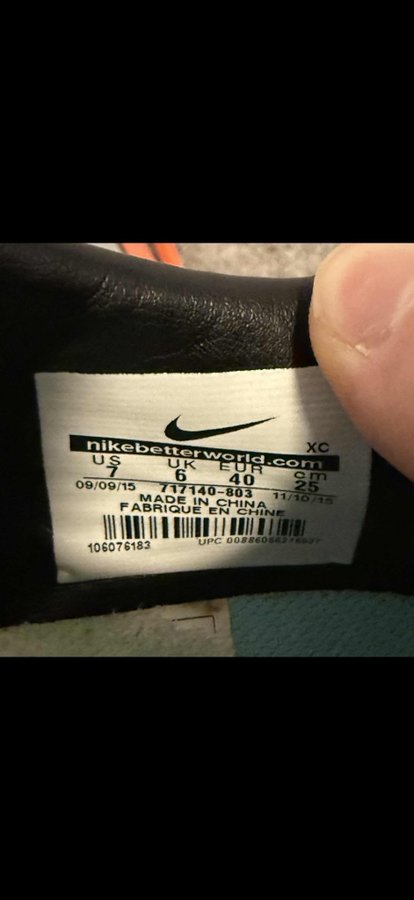 XC
nikebetterworld.com
US UK EUR cm
7 6 40 25
09/09/15 717140-803 11/10/15
MADE IN CHINA
FABRIQUE EN CHINE
106076183 UPC